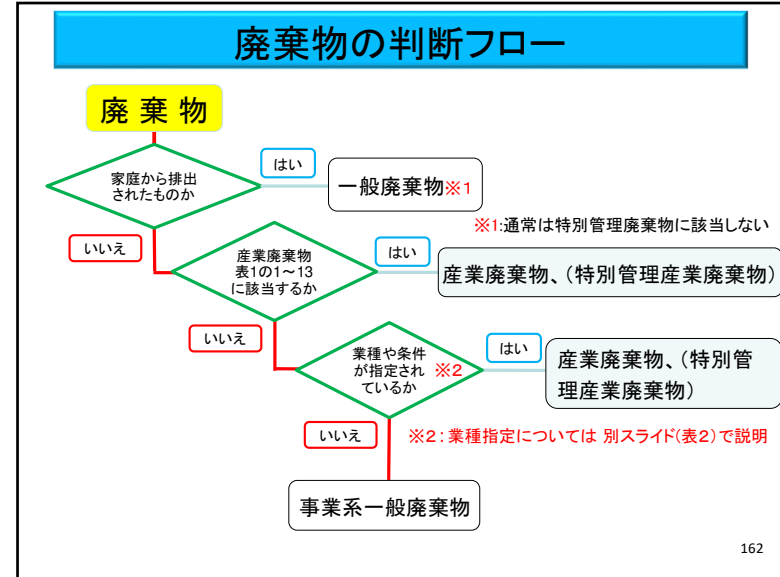 廃棄物の判断フロー
廃 棄 物
家庭から排出
されたものか
はい
一般廃棄物※1
※1:通常は特別管理廃棄物に該当しない
いいえ
産業廃棄物
表1の1～13
に該当するか
はい
産業廃棄物、(特別管理産業廃棄物)
いいえ
業種や条件
が指定され
ているか
※2
はい
産業廃棄物、(特別管
理産業廃棄物)
いいえ
※2:業種指定については 別スライド(表2)で説明
事業系一般廃棄物
162